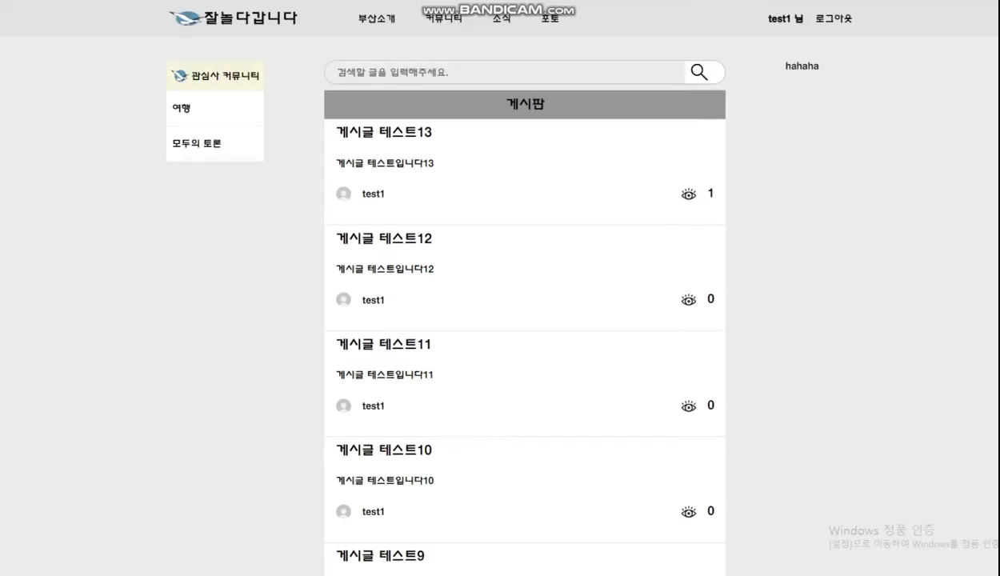 잘놀다갑니다
부산소개 커뮤니티 소식 포토
www.BANDICAM.com
test1 님 로그아웃
관심사 커뮤니티
여행
모두의 토론
검색할 글을 입력해주세요.
hahaha
게시판
게시글 테스트13
게시글 테스트입니다13
test1 1
게시글 테스트12
게시글 테스트입니다12
test1 0
게시글 테스트11
게시글 테스트입니다11
test1 0
게시글 테스트10
게시글 테스트입니다10
test1 0
게시글 테스트9
Windows 정품 인증
[설정]으로 이동하여 Windows를 정품 인증